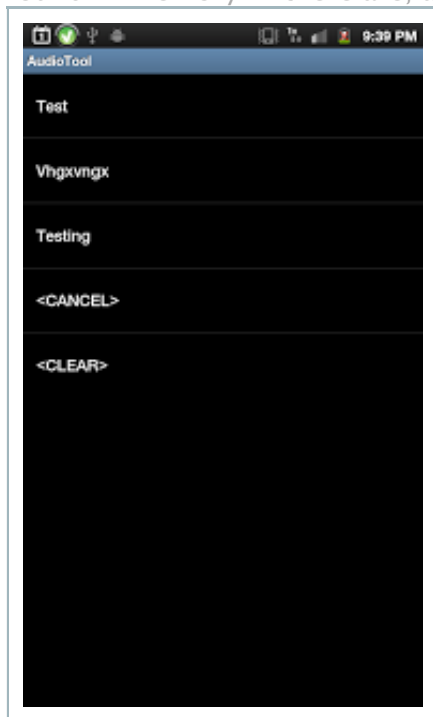 9:39 PM
AudioTool
Test
Vhgxvngx
Testing
<CANCEL>
<CLEAR>